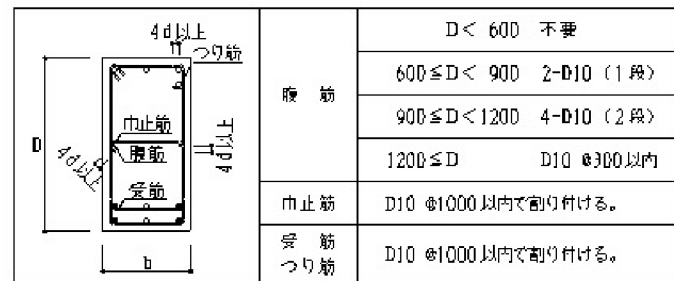 4d以上
つり筋
巾止筋
D
腹筋
4d以上
4d以上
d
受筋
b
腹 筋
D< 600 不要
600≦D< 900 2-D10 (1段)
900≦D<1200 4-D10 (2段)
1200≦D D10 @300以内
巾止筋
D10 @1000以内で割り付ける。
受 筋
つり筋
D10 @1000以内で割り付ける。